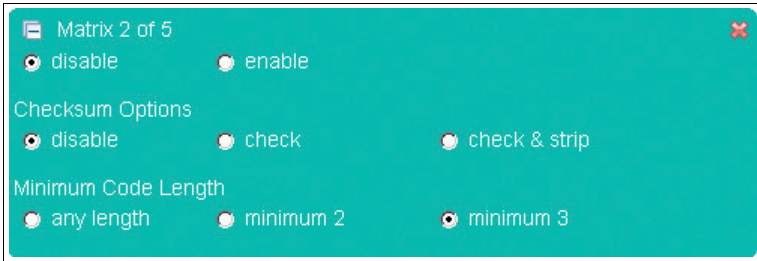 Matrix 2 of 5
disable enable
Checksum Options
disable check check & strip
Minimum Code Length
any length minimum 2 minimum 3